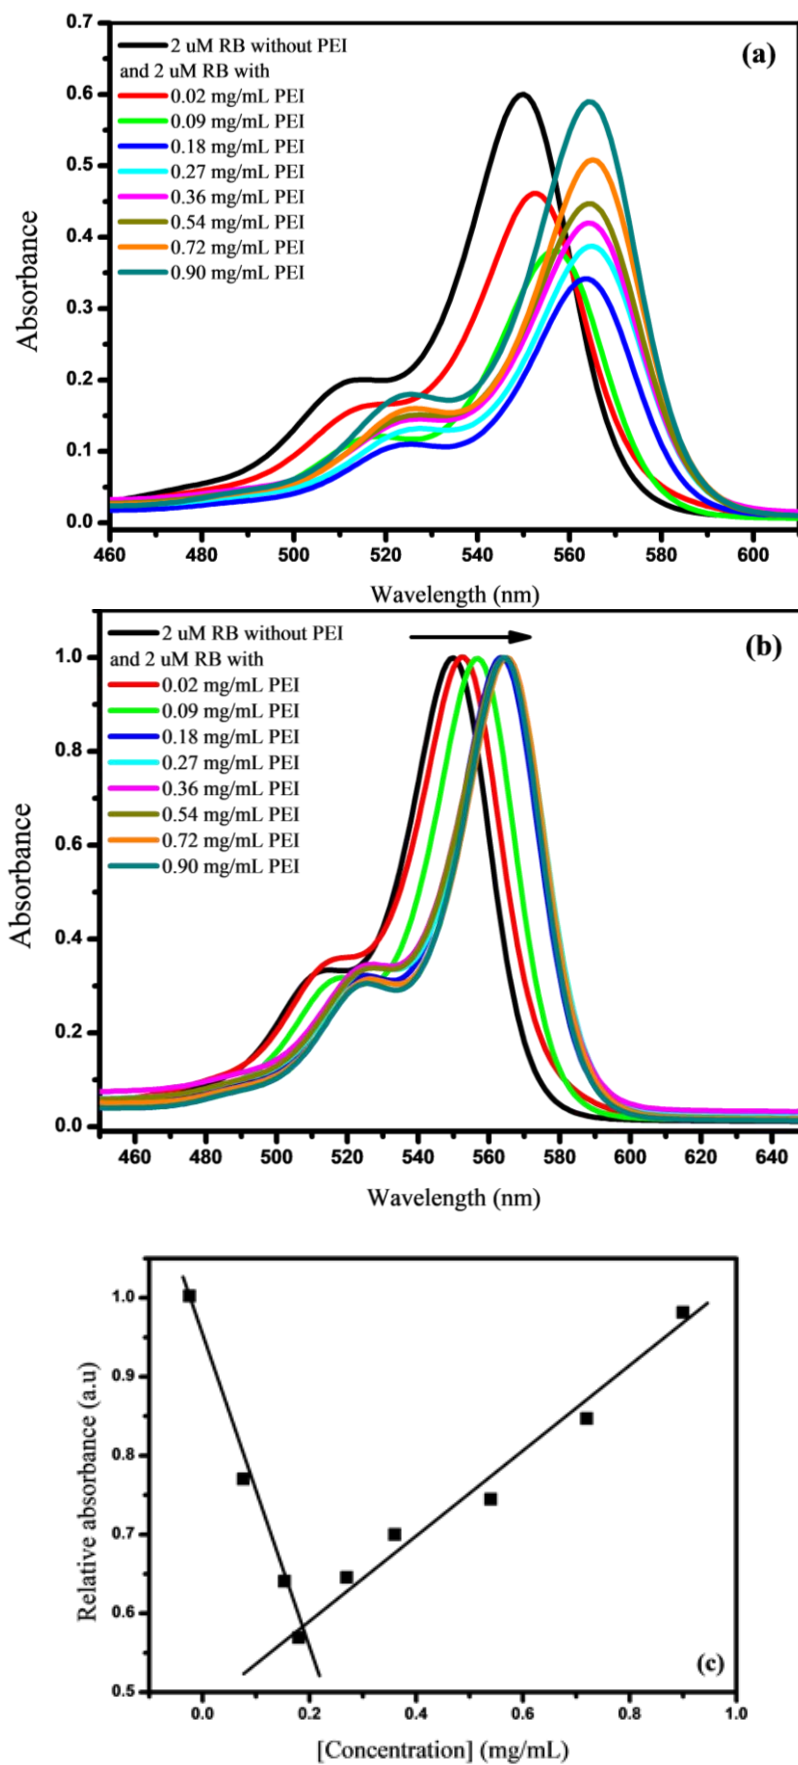 0.7
0.6
0.5
0.4
0.3
0.2
0.1
0.0
Absorbance
2 uM RB without PEI
and 2 uM RB with
0.02 mg/mL PEI
0.09 mg/mL PEI
0.18 mg/mL PEI
0.27 mg/mL PEI
0.36 mg/mL PEI
0.54 mg/mL PEI
0.72 mg/mL PEI
0.90 mg/mL PEI
(a)
460 480 500 520 540 560 580 600
Wavelength (nm)
1.0
0.8
0.6
0.4
0.2
0.0
Absorbance
2 uM RB without PEI
and 2 uM RB with
0.02 mg/mL PEI
0.09 mg/mL PEI
0.18 mg/mL PEI
0.27 mg/mL PEI
0.36 mg/mL PEI
0.54 mg/mL PEI
0.72 mg/mL PEI
0.90 mg/mL PEI
(b)
460 480 500 520 540 560 580 600 620 640
Wavelength (nm)
1.0
0.9
0.8
0.7
0.6
0.5
Relative absorbance (a.u)
(c)
0.0 0.2 0.4 0.6 0.8 1.0
[Concentration] (mg/mL)